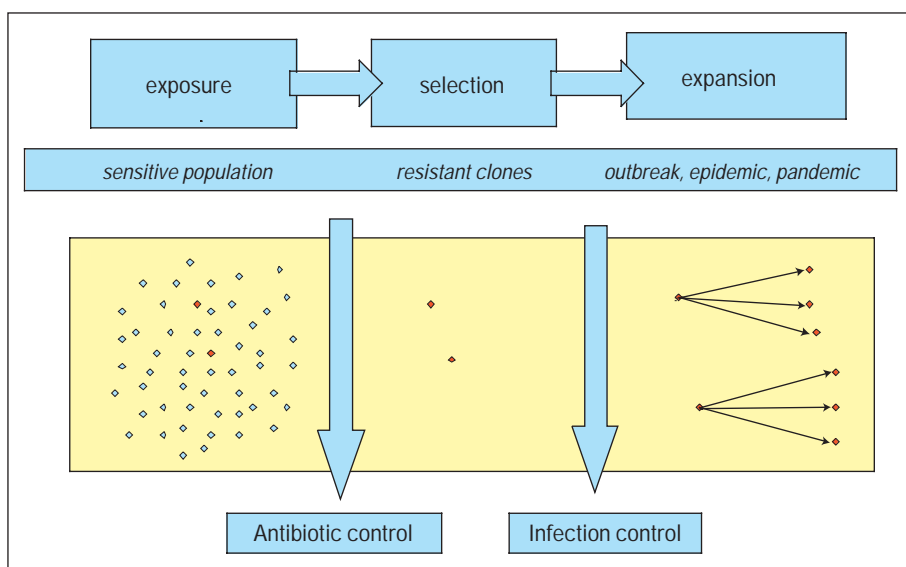 exposure
selection
expansion
.
sensitive population
resistant clones
outbreak, epidemic, pandemic
Antibiotic control
Infection control